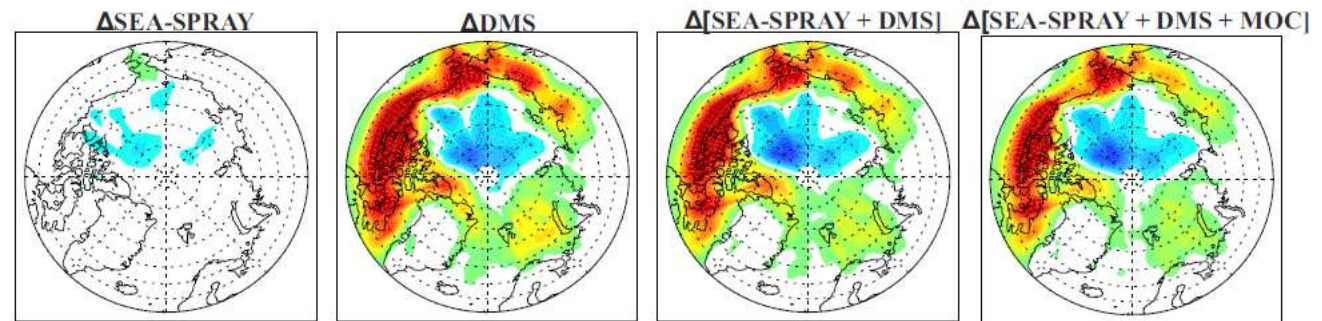 ΔSEA-SPRAY
ΔDMS
Δ[SEA-SPRAY + DMS]
Δ[SEA-SPRAY + DMS + MOC]